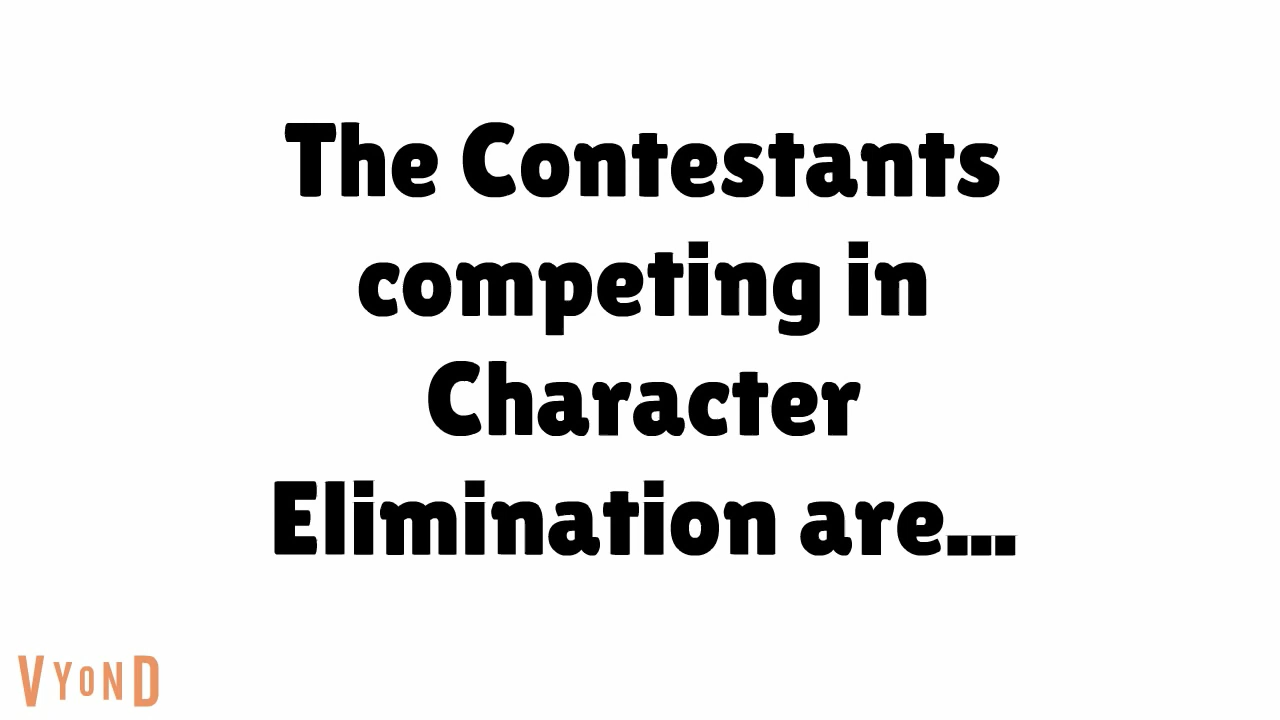 The Contestants
competing in
Character
Elimination are...
VYOND